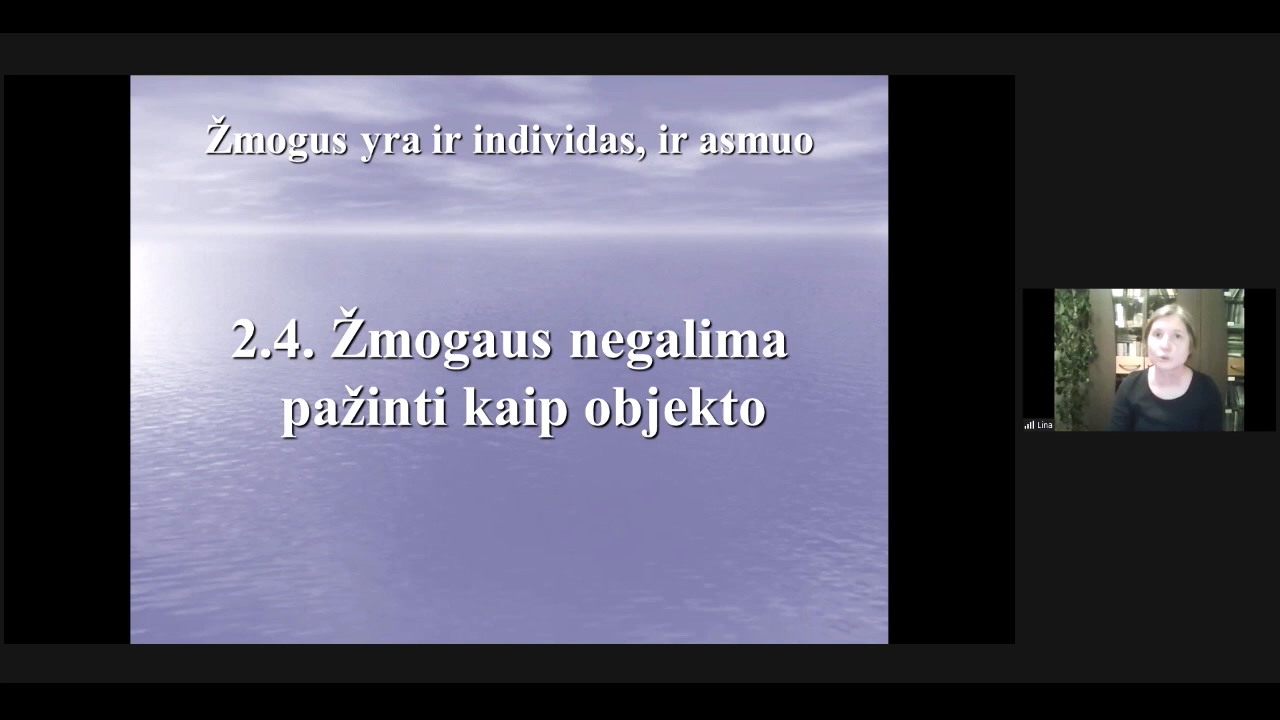 Žmogus yra ir individas, ir asmuo
2.4. Žmogaus negalima
pažinti kaip objekto
Lina